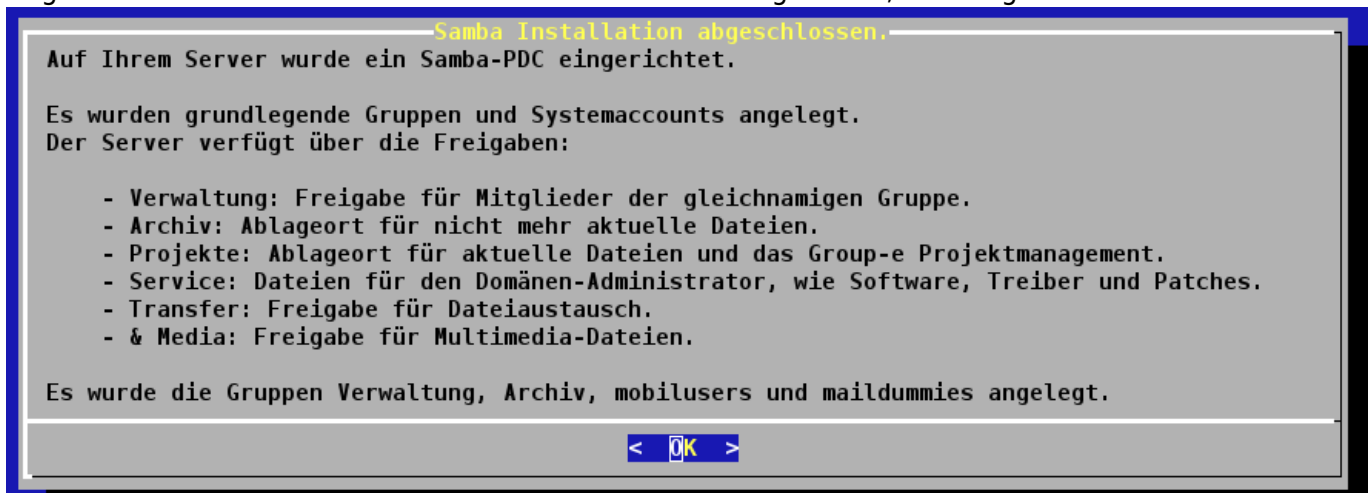 Samba Installation abgeschlossen.
Auf Ihrem Server wurde ein Samba-PDC eingerichtet.
Es wurden grundlegende Gruppen und Systemaccounts angelegt.
Der Server verfügt über die Freigaben:
- Verwaltung: Freigabe für Mitglieder der gleichnamigen Gruppe.
- Archiv: Ablageort für nicht mehr aktuelle Dateien.
- Projekte: Ablageort für aktuelle Dateien und das Group-e Projektmanagement.
- Service: Dateien für den Domänen-Administrator, wie Software, Treiber und Patches.
- Transfer: Freigabe für Dateiaustausch.
- & Media: Freigabe für Multimedia-Dateien.
Es wurde die Gruppen Verwaltung, Archiv, mobilusers und maildummies angelegt.
< OK >